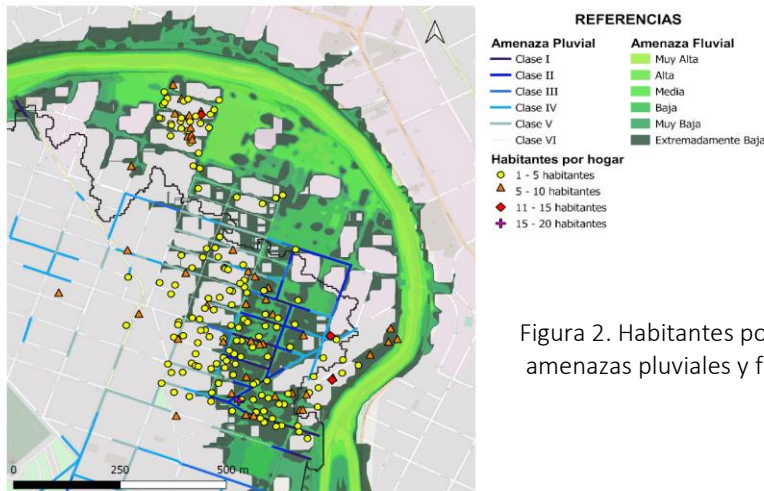 REFERENCIAS
Amenaza Pluvial
Clase I
Clase II
Clase III
Clase IV
Clase V
Clase VI
Amenaza Fluvial
Muy Alta
Alta
Media
Baja
Muy Baja
Extremadamente Baja
Habitantes por hogar
1 - 5 habitantes
5 - 10 habitantes
11 - 15 habitantes
15 - 20 habitantes
Figura 2. Habitantes po
amenazas pluviales y f
0 250 500 m